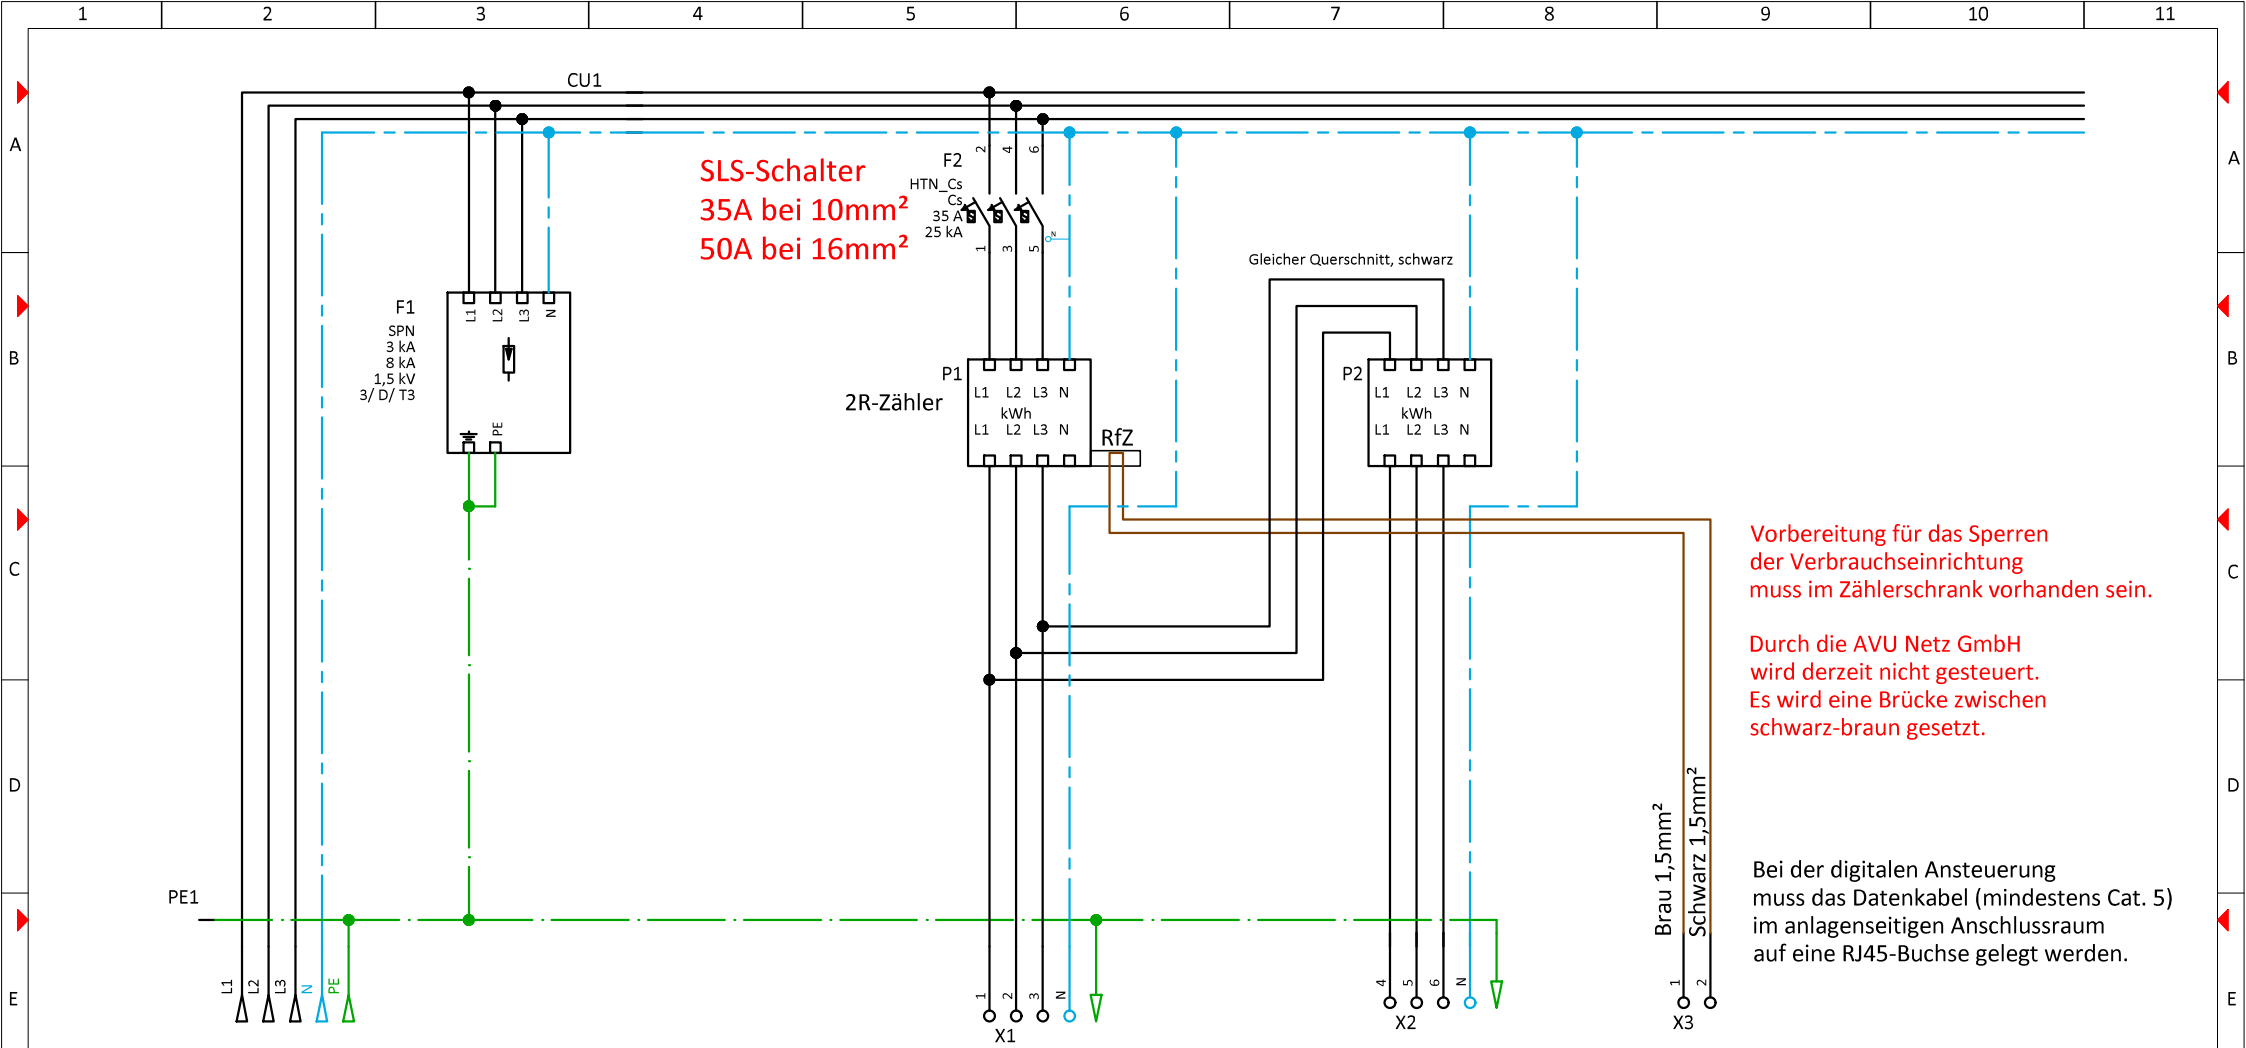 1 2 3 4 5 6 7 8 9 10 11
CU1
A
A
SLS-Schalter
35A bei 10mm²
50A bei 16mm²
F2
HTN_Cs
Cs
35 A
25 kA
2 4 6
1 3 5
N
Gleicher Querschnitt, schwarz
F1
SPN
3 kA
8 kA
1,5 kV
3/ D/ T3
L1 L2 L3 N
PE
B
B
P1
2R-Zähler
L1 L2 L3 N
kWh
L1 L2 L3 N
RfZ
P2
L1 L2 L3 N
kWh
L1 L2 L3 N
C
C
Vorbereitung für das Sperren
der Verbrauchseinrichtung
muss im Zählerschrank vorhanden sein.
Durch die AVU Netz GmbH
wird derzeit nicht gesteuert.
Es wird eine Brücke zwischen
schwarz-braun gesetzt.
D
D
Brau 1,5mm²
Schwarz 1,5mm²
Bei der digitalen Ansteuerung
muss das Datenkabel (mindestens Cat. 5)
im anlagenseitigen Anschlussraum
auf eine RJ45-Buchse gelegt werden.
PE1
E
E
L1 L2 L3 N PE
1 2 3 N
X1
4 5 6 N
X2
1 2
X3